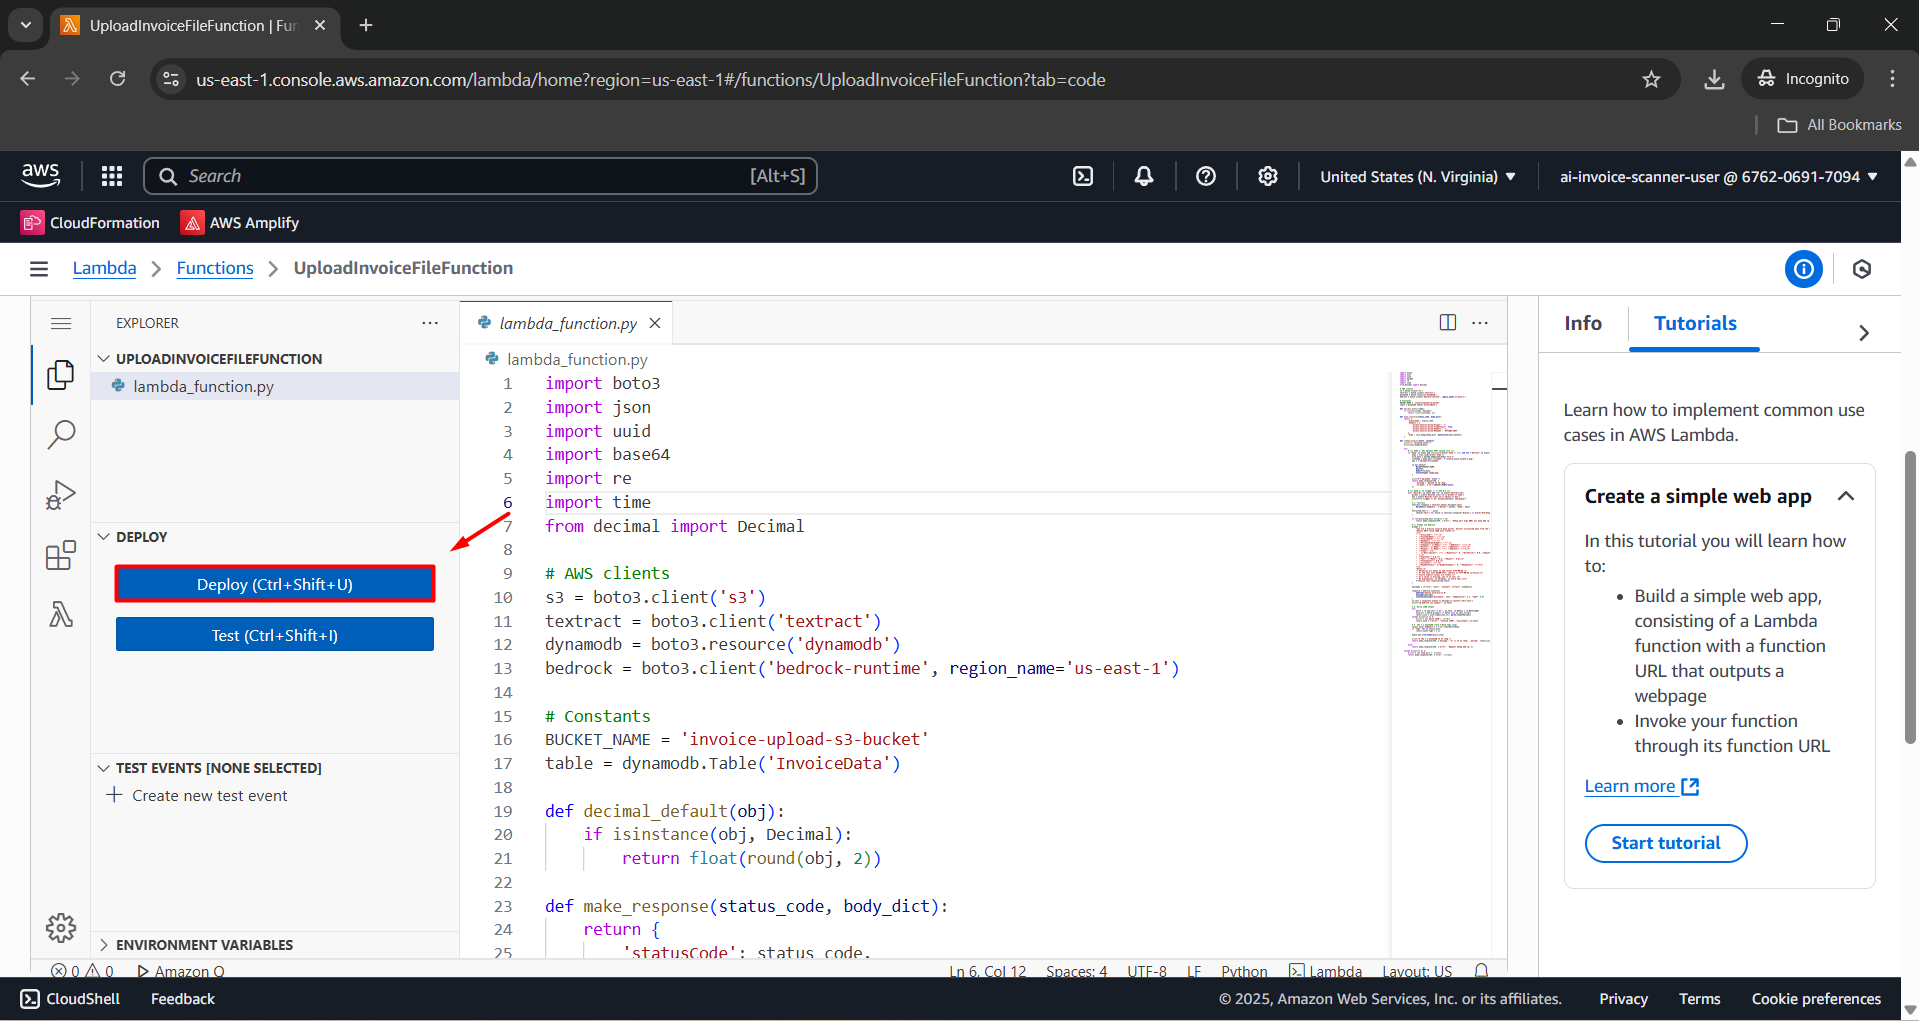 UploadInvoiceFileFunction | Fun
us-east-1.console.aws.amazon.com/lambda/home?region=us-east-1#/functions/UploadInvoiceFileFunction?tab=code
Incognito
All Bookmarks
aws
Search
[Alt+S]
United States (N. Virginia)
ai-invoice-scanner-user @ 6762-0691-7094
CloudFormation
AWS Amplify
Lambda
Functions
UploadInvoiceFileFunction
EXPLORER
UPLOADINVOICEFILEFUNCTION
lambda_function.py
DEPLOY
Deploy (Ctrl+Shift+U)
Test (Ctrl+Shift+I)
TEST EVENTS [NONE SELECTED]
Create new test event
ENVIRONMENT VARIABLES
lambda_function.py
lambda_function.py
1 import boto3
2 import json
3 import uuid
4 import base64
5 import re
6 import time
7 from decimal import Decimal
8
9 # AWS clients
10 s3 = boto3.client('s3')
11 textract = boto3.client('textract')
12 dynamodb = boto3.resource('dynamodb')
13 bedrock = boto3.client('bedrock-runtime', region_name='us-east-1')
14
15 # Constants
16 BUCKET_NAME = 'invoice-upload-s3-bucket'
17 table = dynamodb.Table('InvoiceData')
18
19 def decimal_default(obj):
20 if isinstance(obj, Decimal):
21 return float(round(obj, 2))
22
23 def make_response(status_code, body_dict):
24 return {
25 'statusCode': status_code,
Info
Tutorials
Learn how to implement common use
cases in AWS Lambda.
Create a simple web app
In this tutorial you will learn how
to:
• Build a simple web app,
consisting of a Lambda
function with a function
URL that outputs a
webpage
• Invoke your function
through its function URL
Learn more
Start tutorial
0 0 Amazon Q
Ln 6, Col 12 Spaces: 4 UTF-8 LF Python Lambda Layout: US
CloudShell
Feedback
© 2025, Amazon Web Services, Inc. or its affiliates.
Privacy
Terms
Cookie preferences